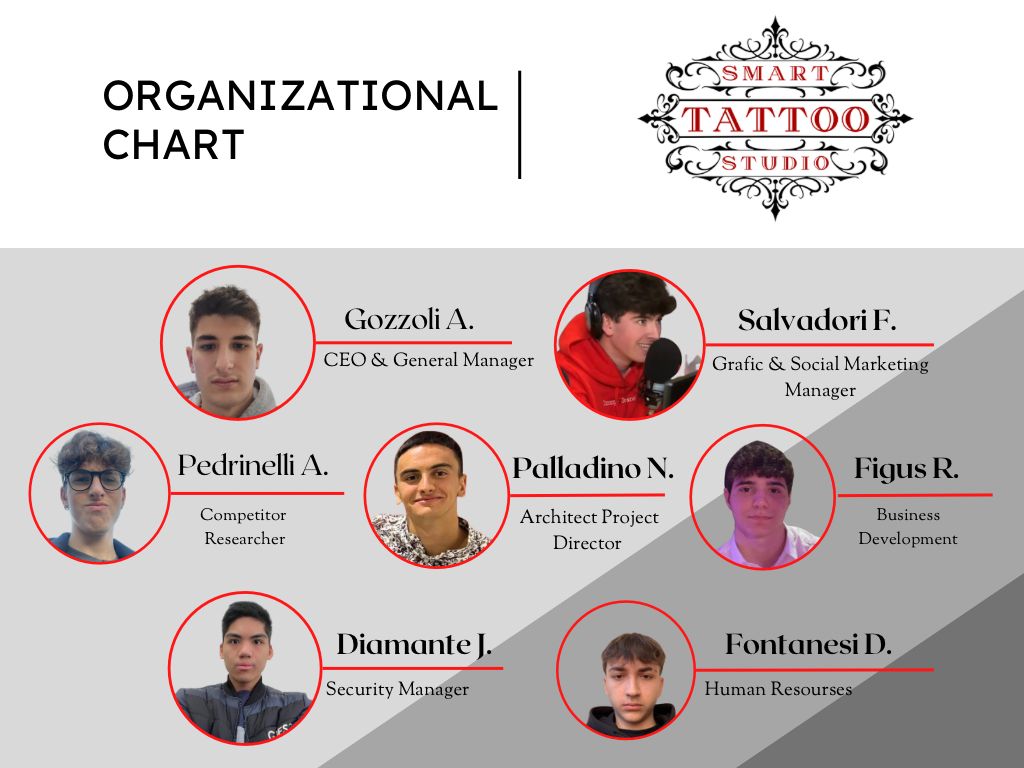 ORGANIZATIONAL
CHART
SMART
TATTOO
STUDIO
Gozzoli A.
CEO & General Manager
Salvadori F.
Grafic & Social Marketing
Manager
Pedrinelli A.
Competitor
Researcher
Palladino N.
Architect Project
Director
Figus R.
Business
Development
Diamante J.
Security Manager
Fontanesi D.
Human Resourses